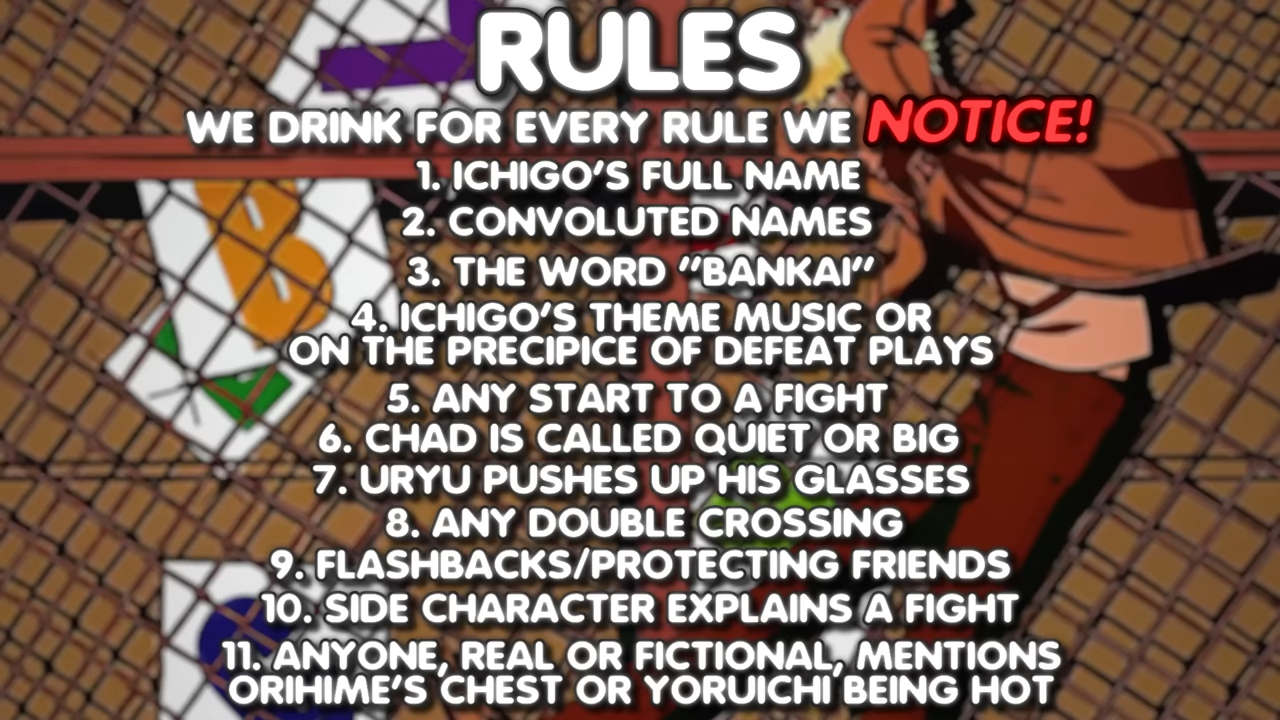 RULES
WE DRINK FOR EVERY RULE WE NOTICE!
1. ICHIGO'S FULL NAME
2. CONVOLUTED NAMES
3. THE WORD "BANKAI"
4. ICHIGO'S THEME MUSIC OR
ON THE PRECIPICE OF DEFEAT PLAYS
5. ANY START TO A FIGHT
6. CHAD IS CALLED QUIET OR BIG
7. URYU PUSHES UP HIS GLASSES
8. ANY DOUBLE CROSSING
9. FLASHBACKS/PROTECTING FRIENDS
10. SIDE CHARACTER EXPLAINS A FIGHT
11. ANYONE, REAL OR FICTIONAL, MENTIONS
ORIHIME'S CHEST OR YORUICHI BEING HOT